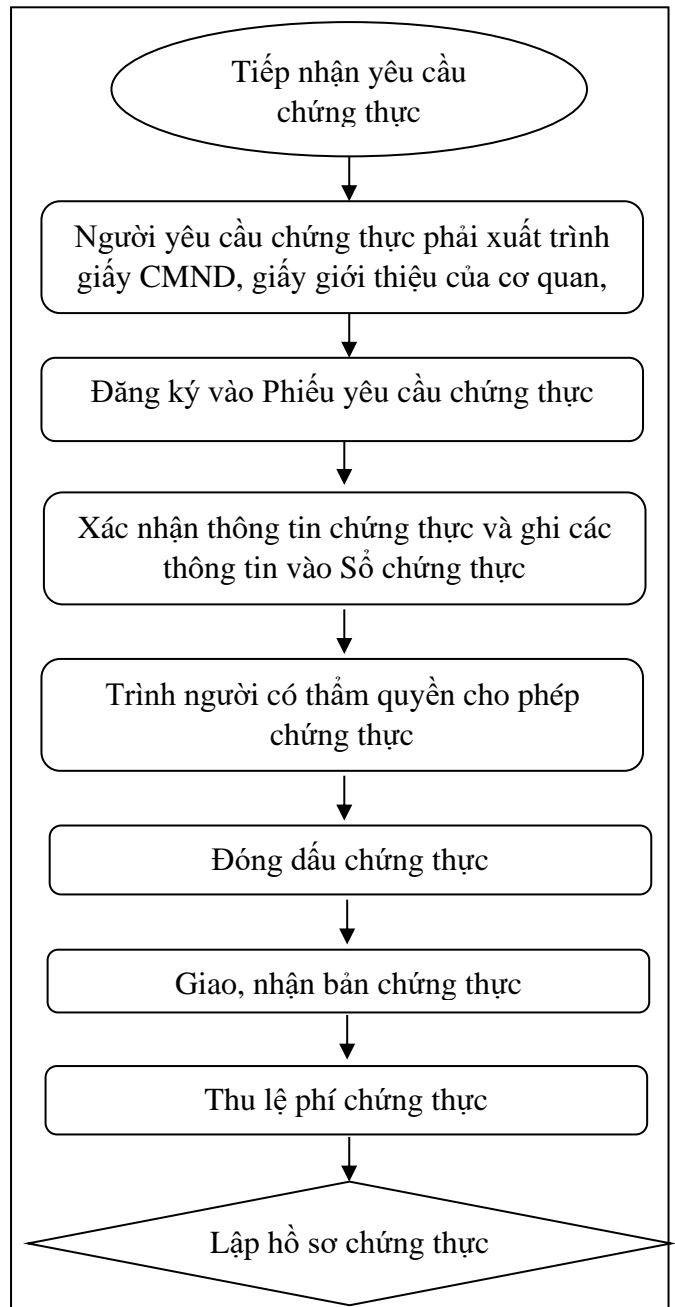 Tiếp nhận yêu cầu
chứng thực
Người yêu cầu chứng thực phải xuất trình
giấy CMND, giấy giới thiệu của cơ quan,
Đăng ký vào Phiếu yêu cầu chứng thực
Xác nhận thông tin chứng thực và ghi các
thông tin vào Sổ chứng thực
Trình người có thẩm quyền cho phép
chứng thực
Đóng dấu chứng thực
Giao, nhận bản chứng thực
Thu lệ phí chứng thực
Lập hồ sơ chứng thực